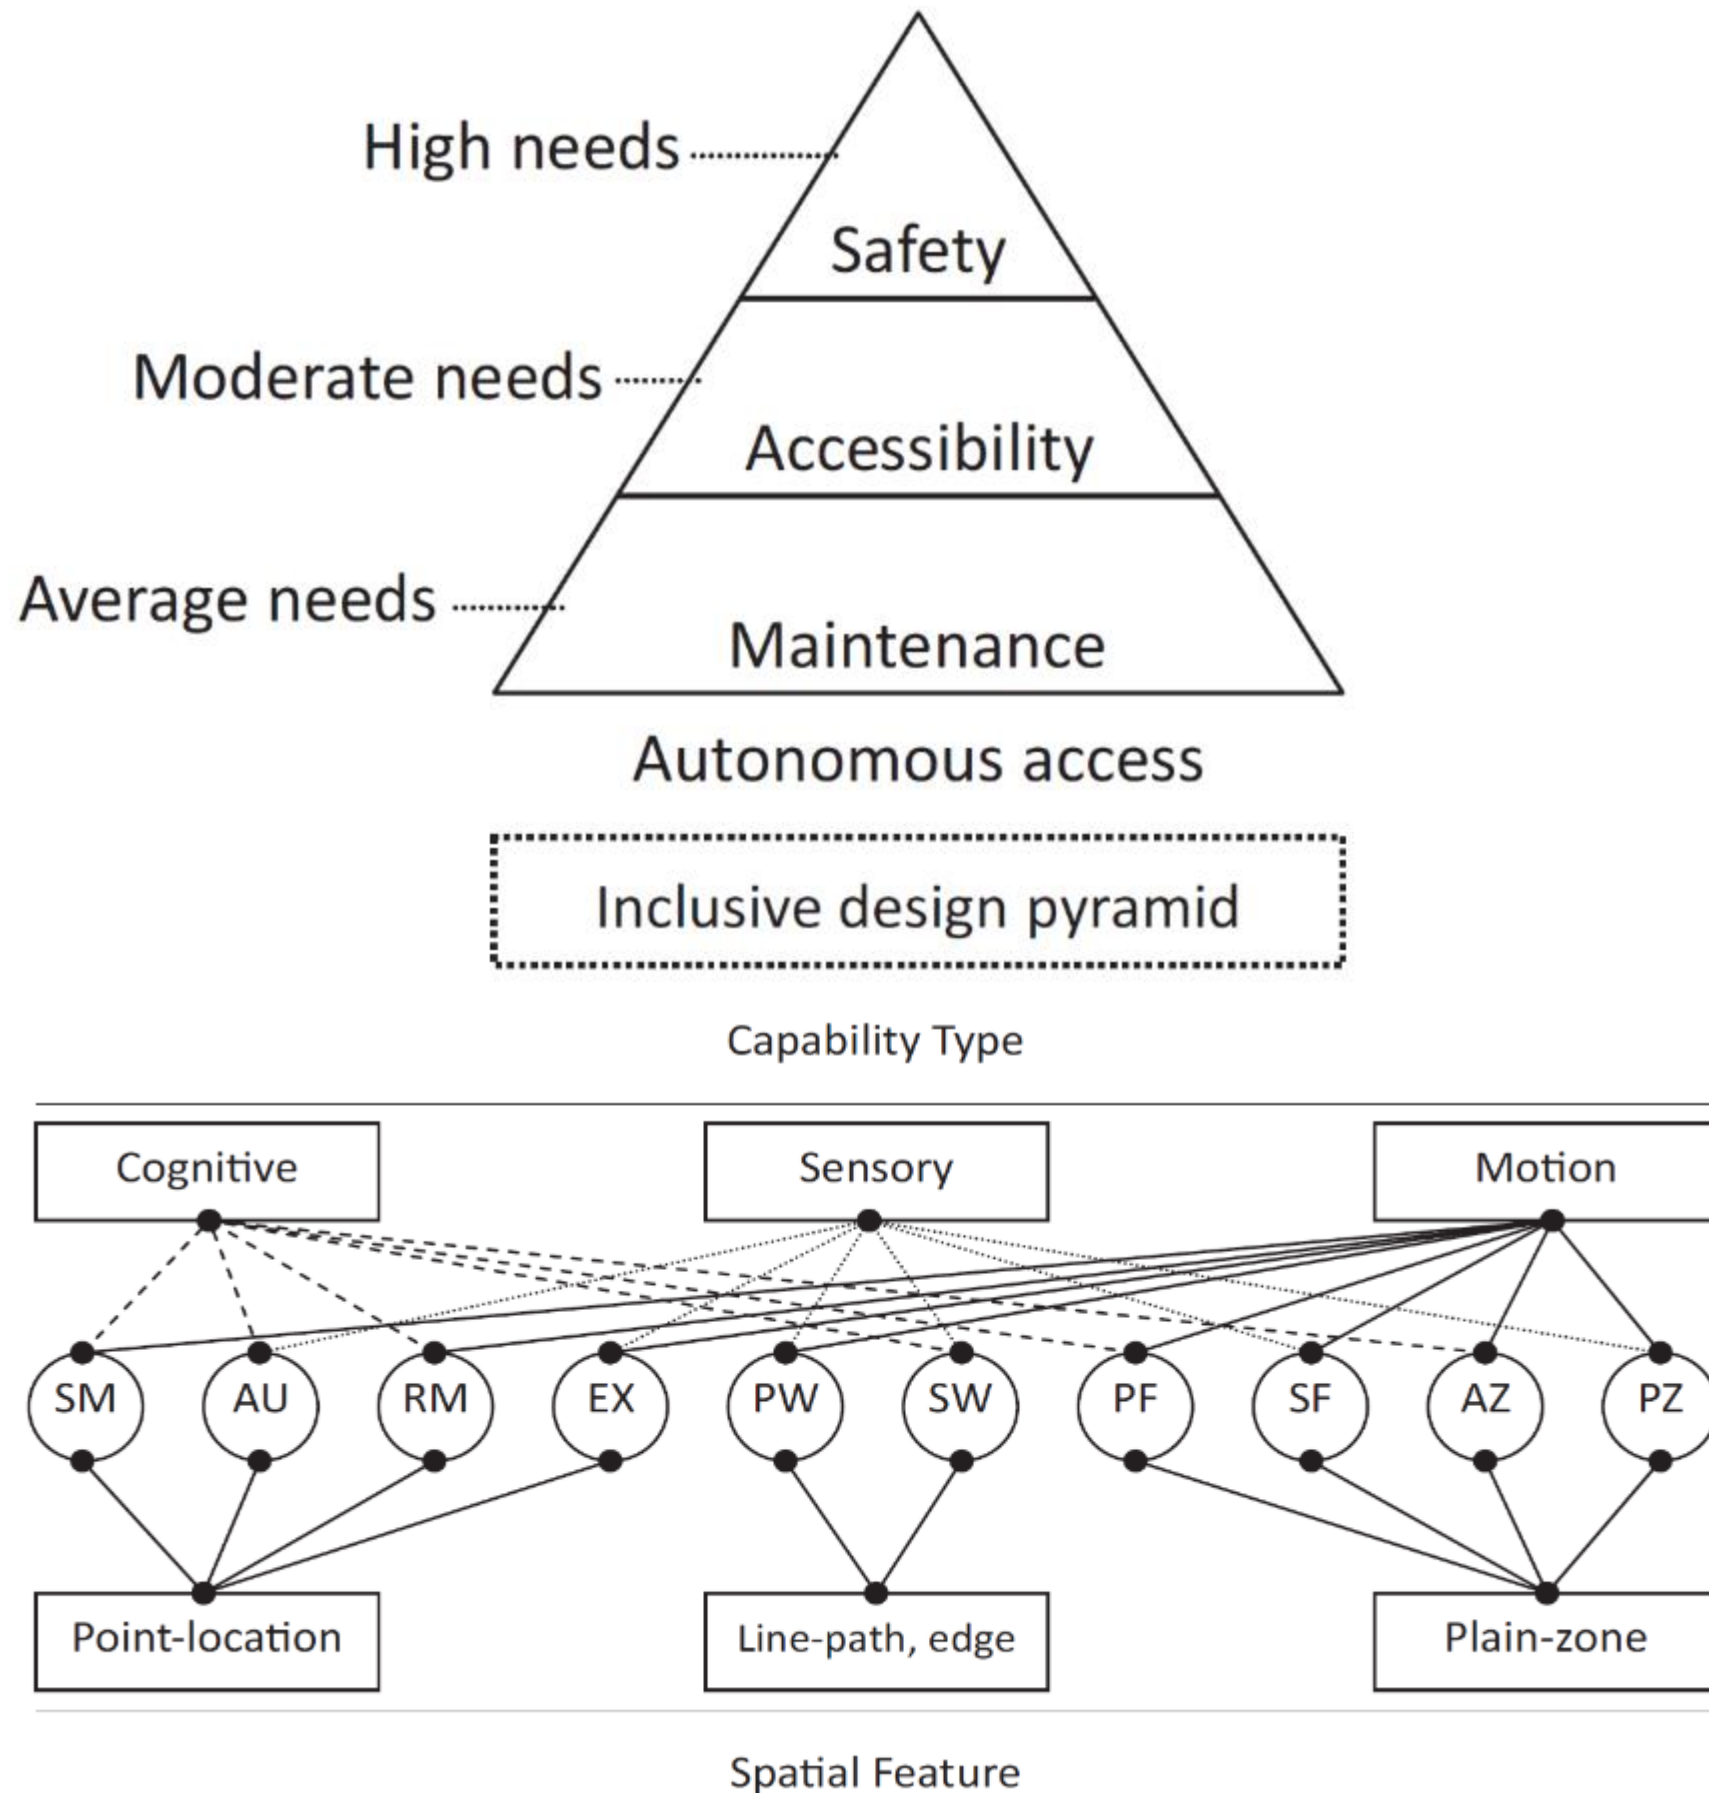 High needs
Safety
Moderate needs
Accessibility
Average needs
Maintenance
Autonomous access
Inclusive design pyramid
Capability Type
Cognitive
Sensory
Motion
SM
AU
RM
EX
PW
SW
PF
SF
AZ
PZ
Point-location
Line-path, edge
Plain-zone
Spatial Feature